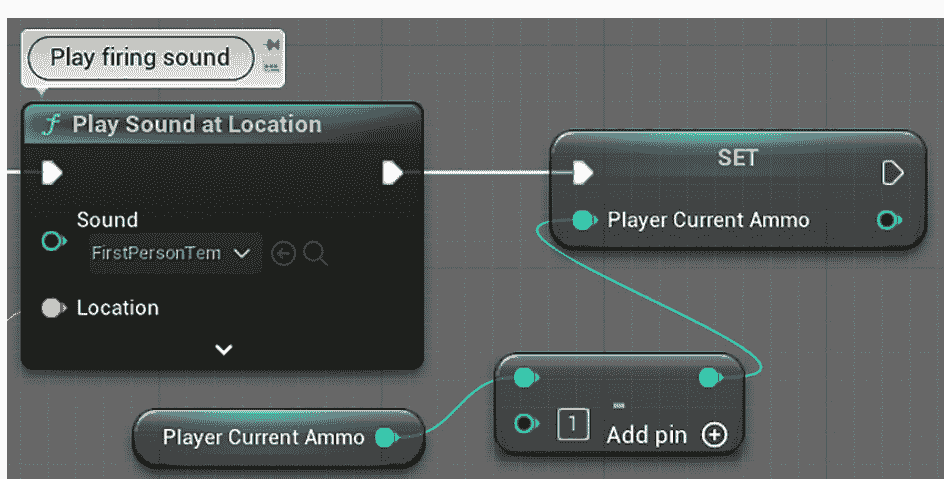 Play firing sound
Play Sound at Location
SET
Sound
Player Current Ammo
FirstPersonTem
Location
1
Add pin
Player Current Ammo